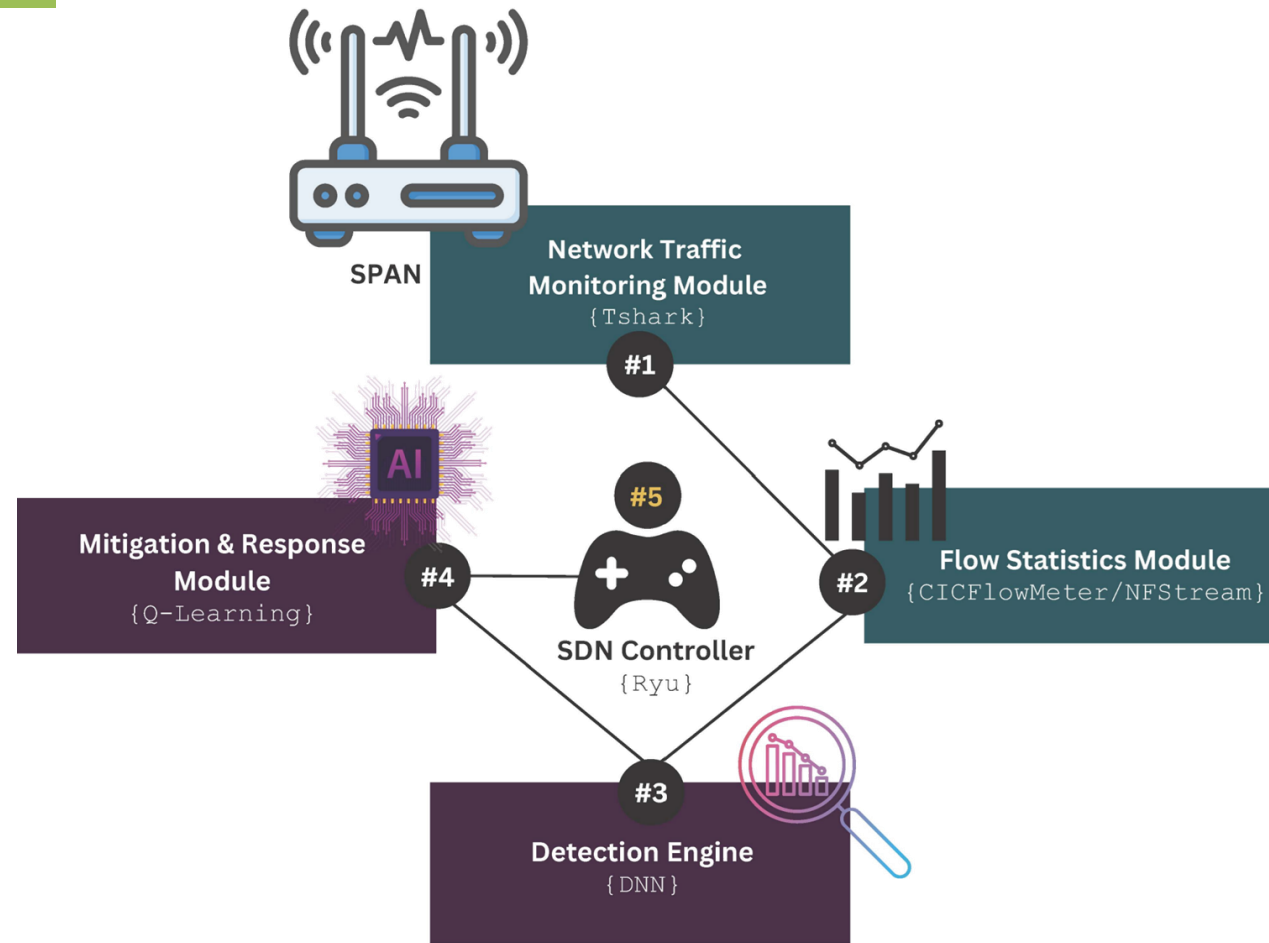 SPAN
Network Traffic
Monitoring Module
{Tshark}
#1
AI
Mitigation & Response
Module
{Q-Learning}
#4
#5
SDN Controller
{Ryu}
#2
Flow Statistics Module
{CICFlowMeter/NFStream}
#3
Detection Engine
{DNN}